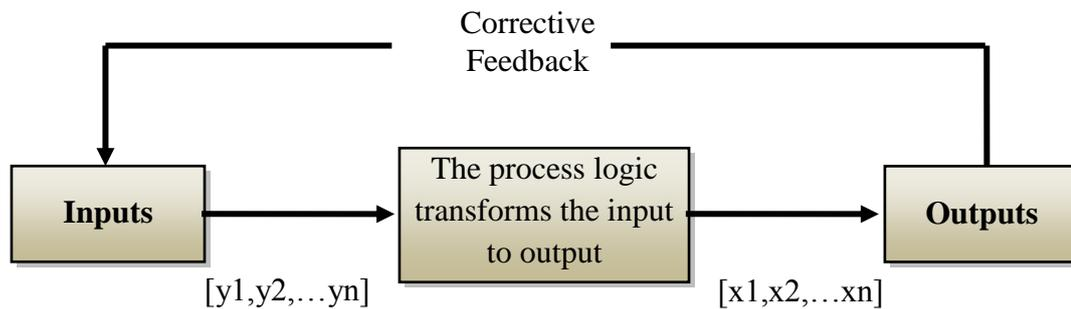 Corrective
Feedback
Inputs
The process logic
transforms the input
to output
Outputs
[y1,y2,…yn]
[x1,x2,…xn]